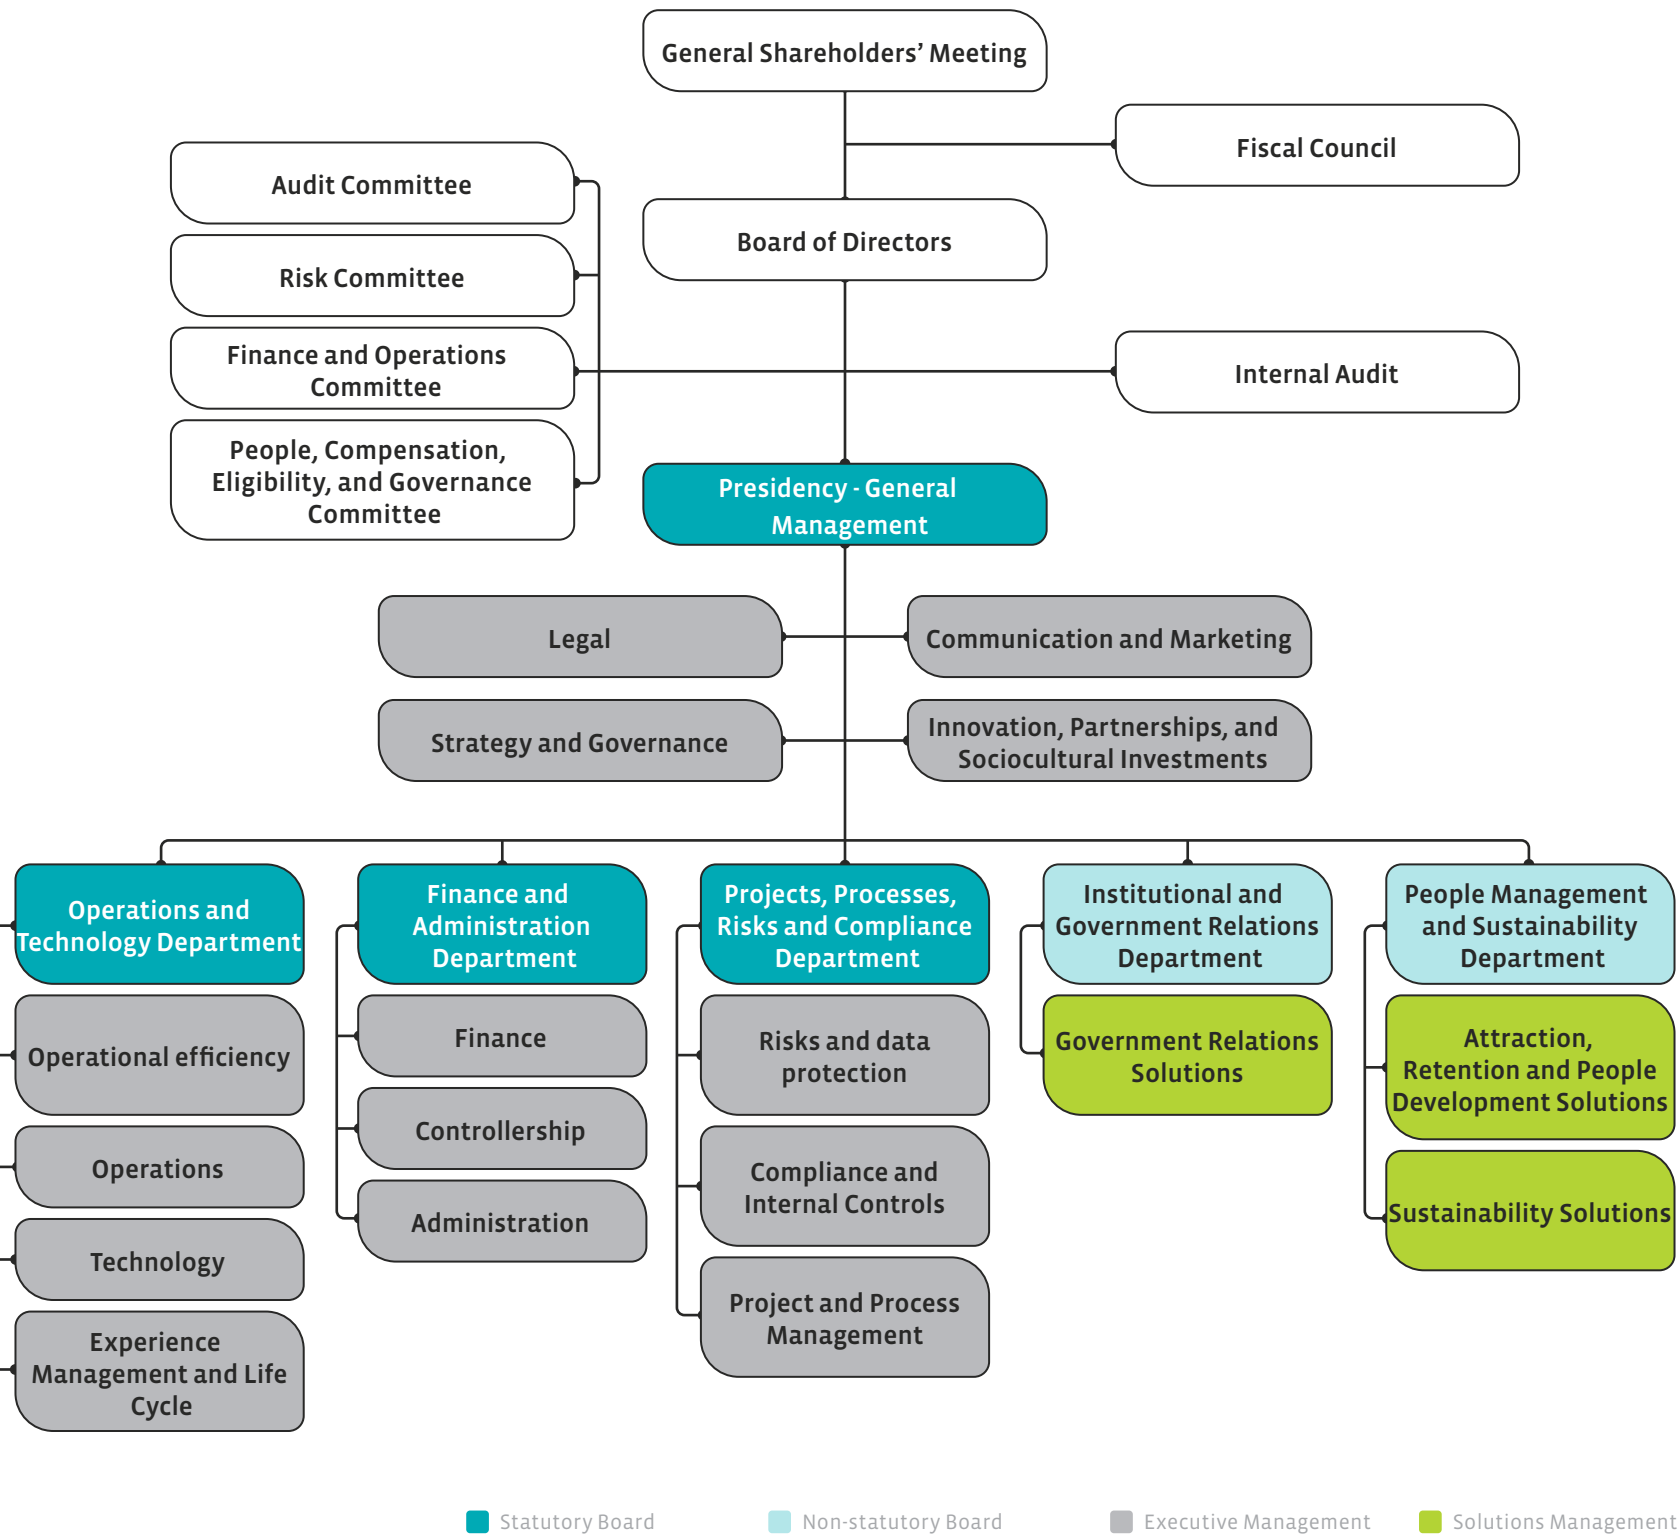 General Shareholders’ Meeting
Fiscal Council
Audit Committee
Board of Directors
Risk Committee
Finance and Operations
Committee
Internal Audit
People, Compensation,
Eligibility, and Governance
Committee
Presidency - General
Management
Legal
Communication and Marketing
Strategy and Governance
Innovation, Partnerships, and
Sociocultural Investments
Operations and
Technology Department
Operational efficiency
Operations
Technology
Experience
Management and Life
Cycle
Finance and
Administration
Department
Finance
Controllership
Administration
Projects, Processes,
Risks and Compliance
Department
Risks and data
protection
Compliance and
Internal Controls
Project and Process
Management
Institutional and
Government Relations
Department
Government Relations
Solutions
People Management
and Sustainability
Department
Attraction,
Retention and People
Development Solutions
Sustainability Solutions
Statutory Board
Non-statutory Board
Executive Management
Solutions Management